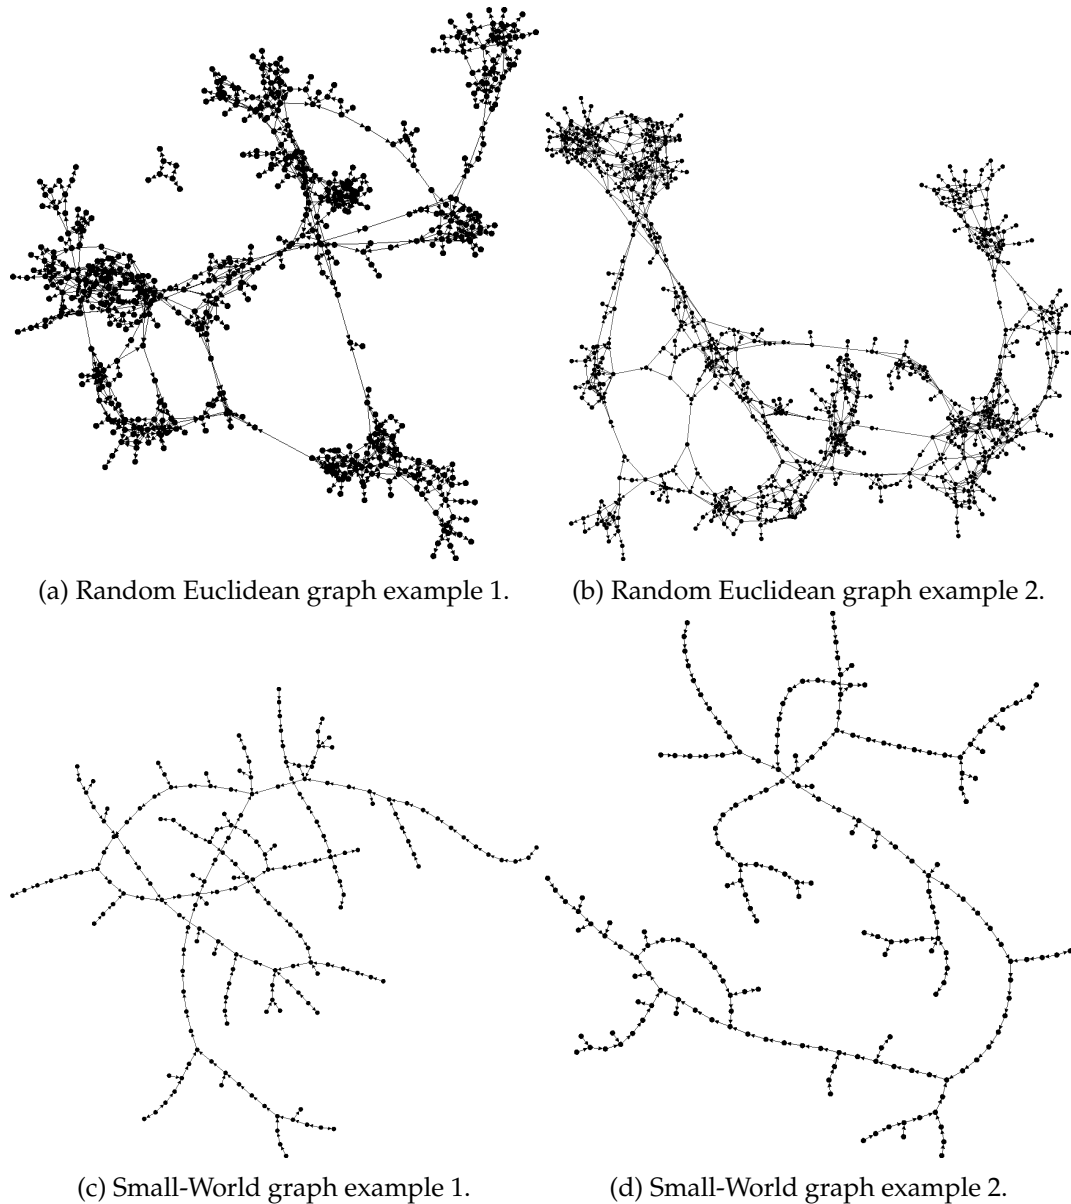 (a) Random Euclidean graph example 1.
(b) Random Euclidean graph example 2.
(c) Small-World graph example 1.
(d) Small-World graph example 2.